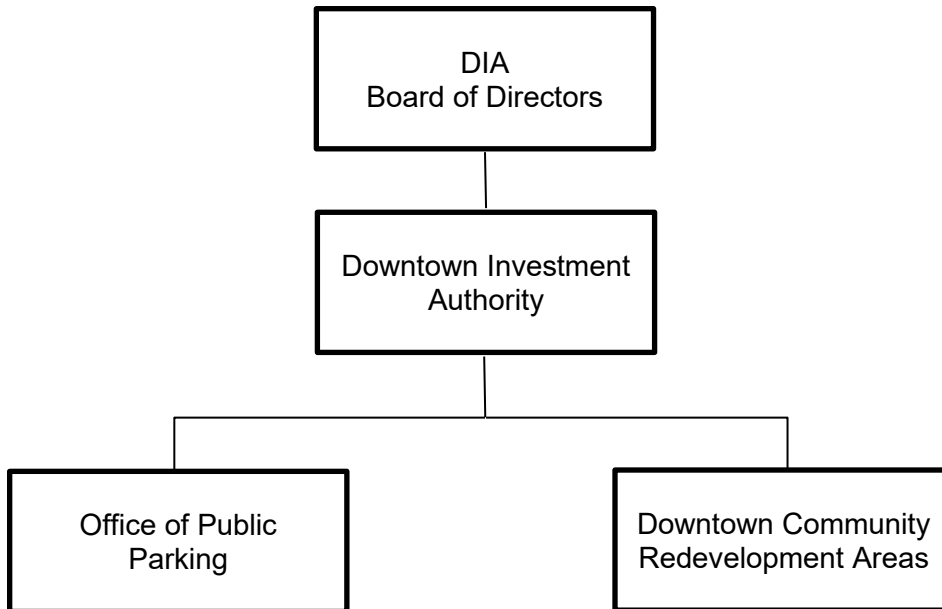 DIA
Board of Directors
Downtown Investment
Authority
Office of Public
Parking
Downtown Community
Redevelopment Areas